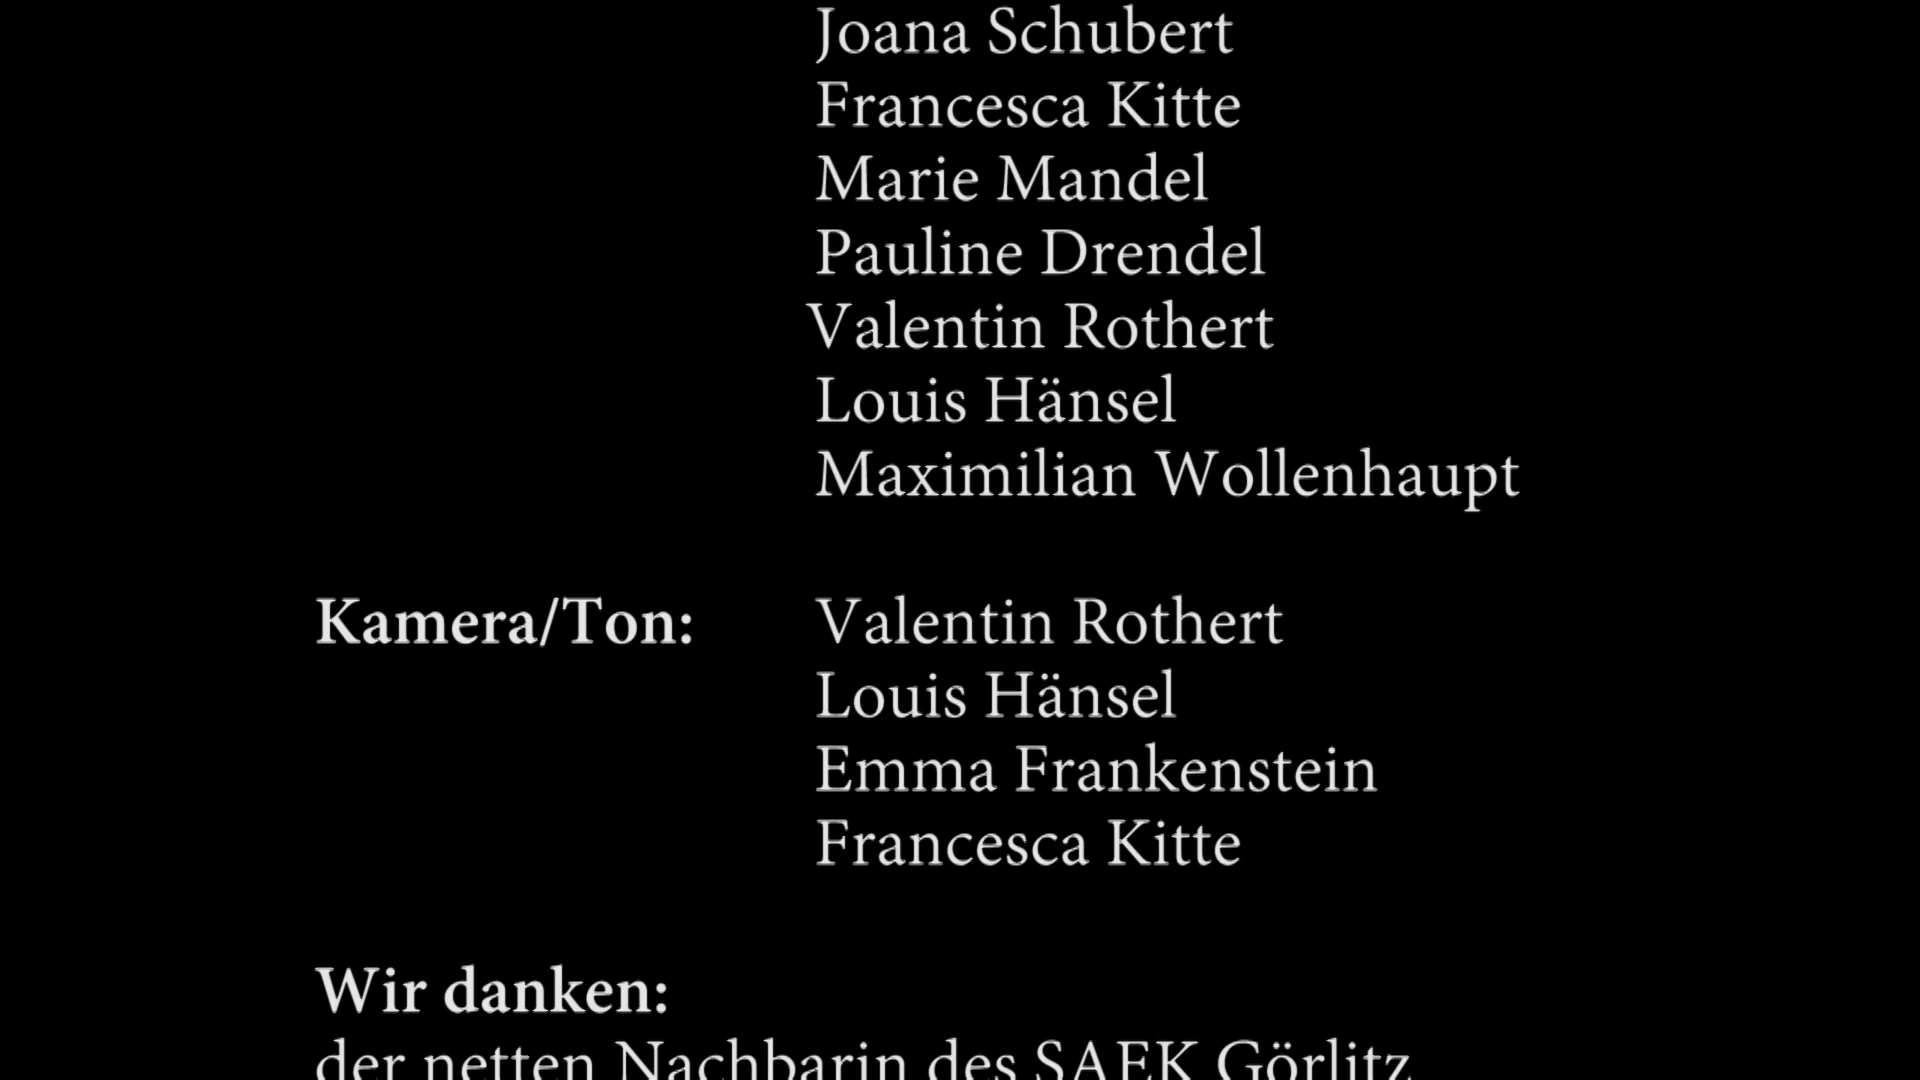 Joana Schubert
Francesca Kitte
Marie Mandel
Pauline Drendel
Valentin Rothert
Louis Hänsel
Maximilian Wollenhaupt
Kamera/Ton: Valentin Rothert
Louis Hänsel
Emma Frankenstein
Francesca Kitte
Wir danken:
der netten Nachbarin des SAEK Görlitz